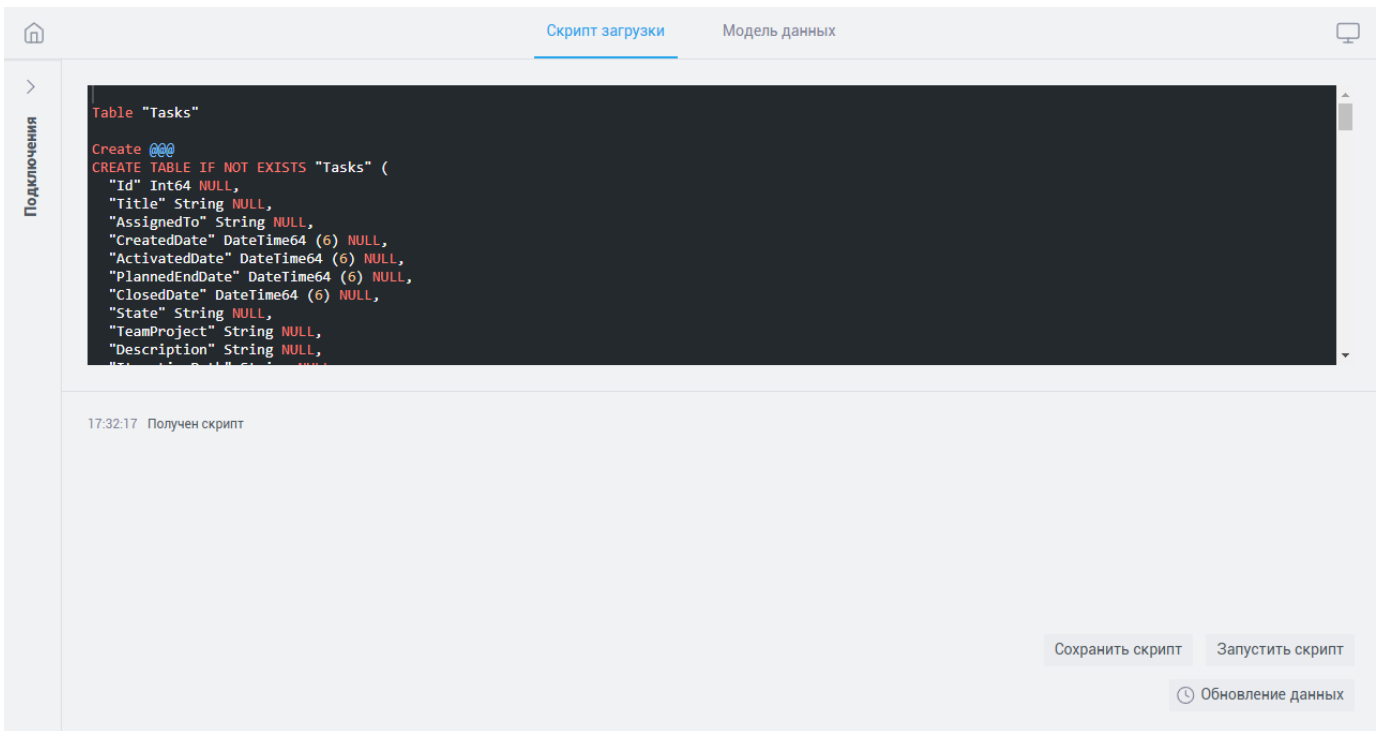 Скрипт загрузки
Модель данных
Подключения
Table "Tasks"
Create @@@
CREATE TABLE IF NOT EXISTS "Tasks" (
"Id" Int64 NULL,
"Title" String NULL,
"AssignedTo" String NULL,
"CreatedDate" DateTime64 (6) NULL,
"ActivatedDate" DateTime64 (6) NULL,
"PlannedEndDate" DateTime64 (6) NULL,
"ClosedDate" DateTime64 (6) NULL,
"State" String NULL,
"TeamProject" String NULL,
"Description" String NULL,
17:32:17 Получен скрипт
Сохранить скрипт
Запустить скрипт
Обновление данных